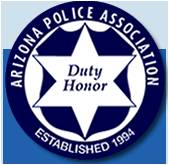 ARIZONA POLICE ASSOCIATION
Duty
Honor
ESTABLISHED 1994